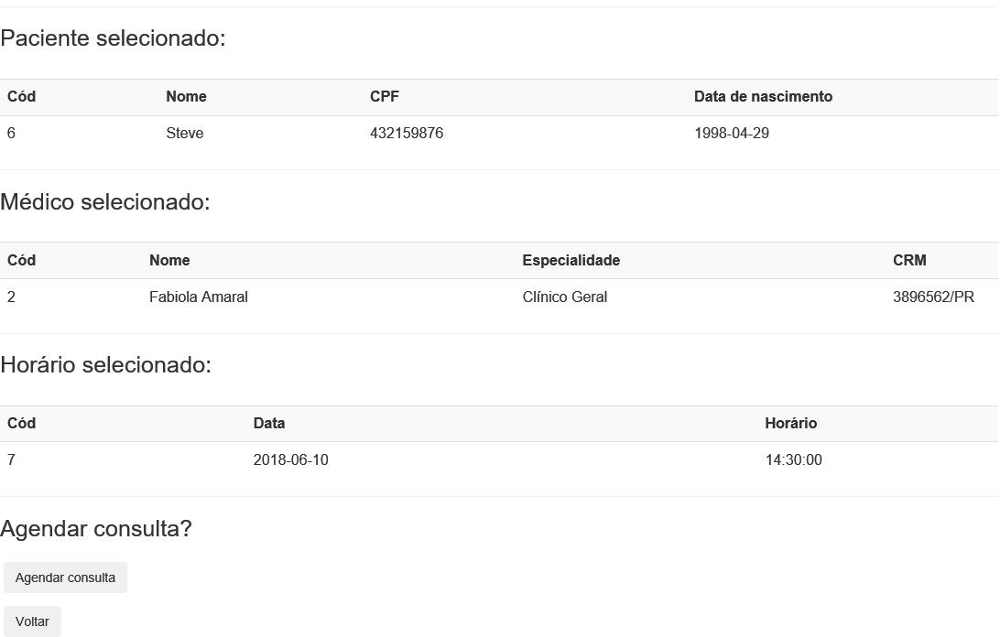 Paciente selecionado:
Cód Nome CPF Data de nascimento
6 Steve 432159876 1998-04-29
Médico selecionado:
Cód Nome Especialidade CRM
2 Fabiola Amaral Clínico Geral 3896562/PR
Horário selecionado:
Cód Data Horário
7 2018-06-10 14:30:00
Agendar consulta?
Agendar consulta
Voltar